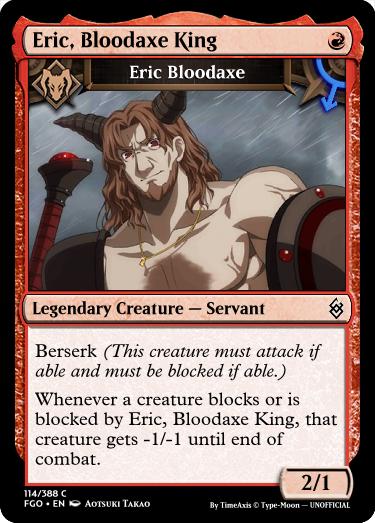 Eric, Bloodaxe King
Eric Bloodaxe
Legendary Creature — Servant
Berserk (This creature must attack if
able and must be blocked if able.)
Whenever a creature blocks or is
blocked by Eric, Bloodaxe King, that
creature gets -1/-1 until end of
combat.
2/1
114/388 C
FGO • EN Aotsuki Takao
By TimeAxis © Type-Moon — UNOFFICIAL